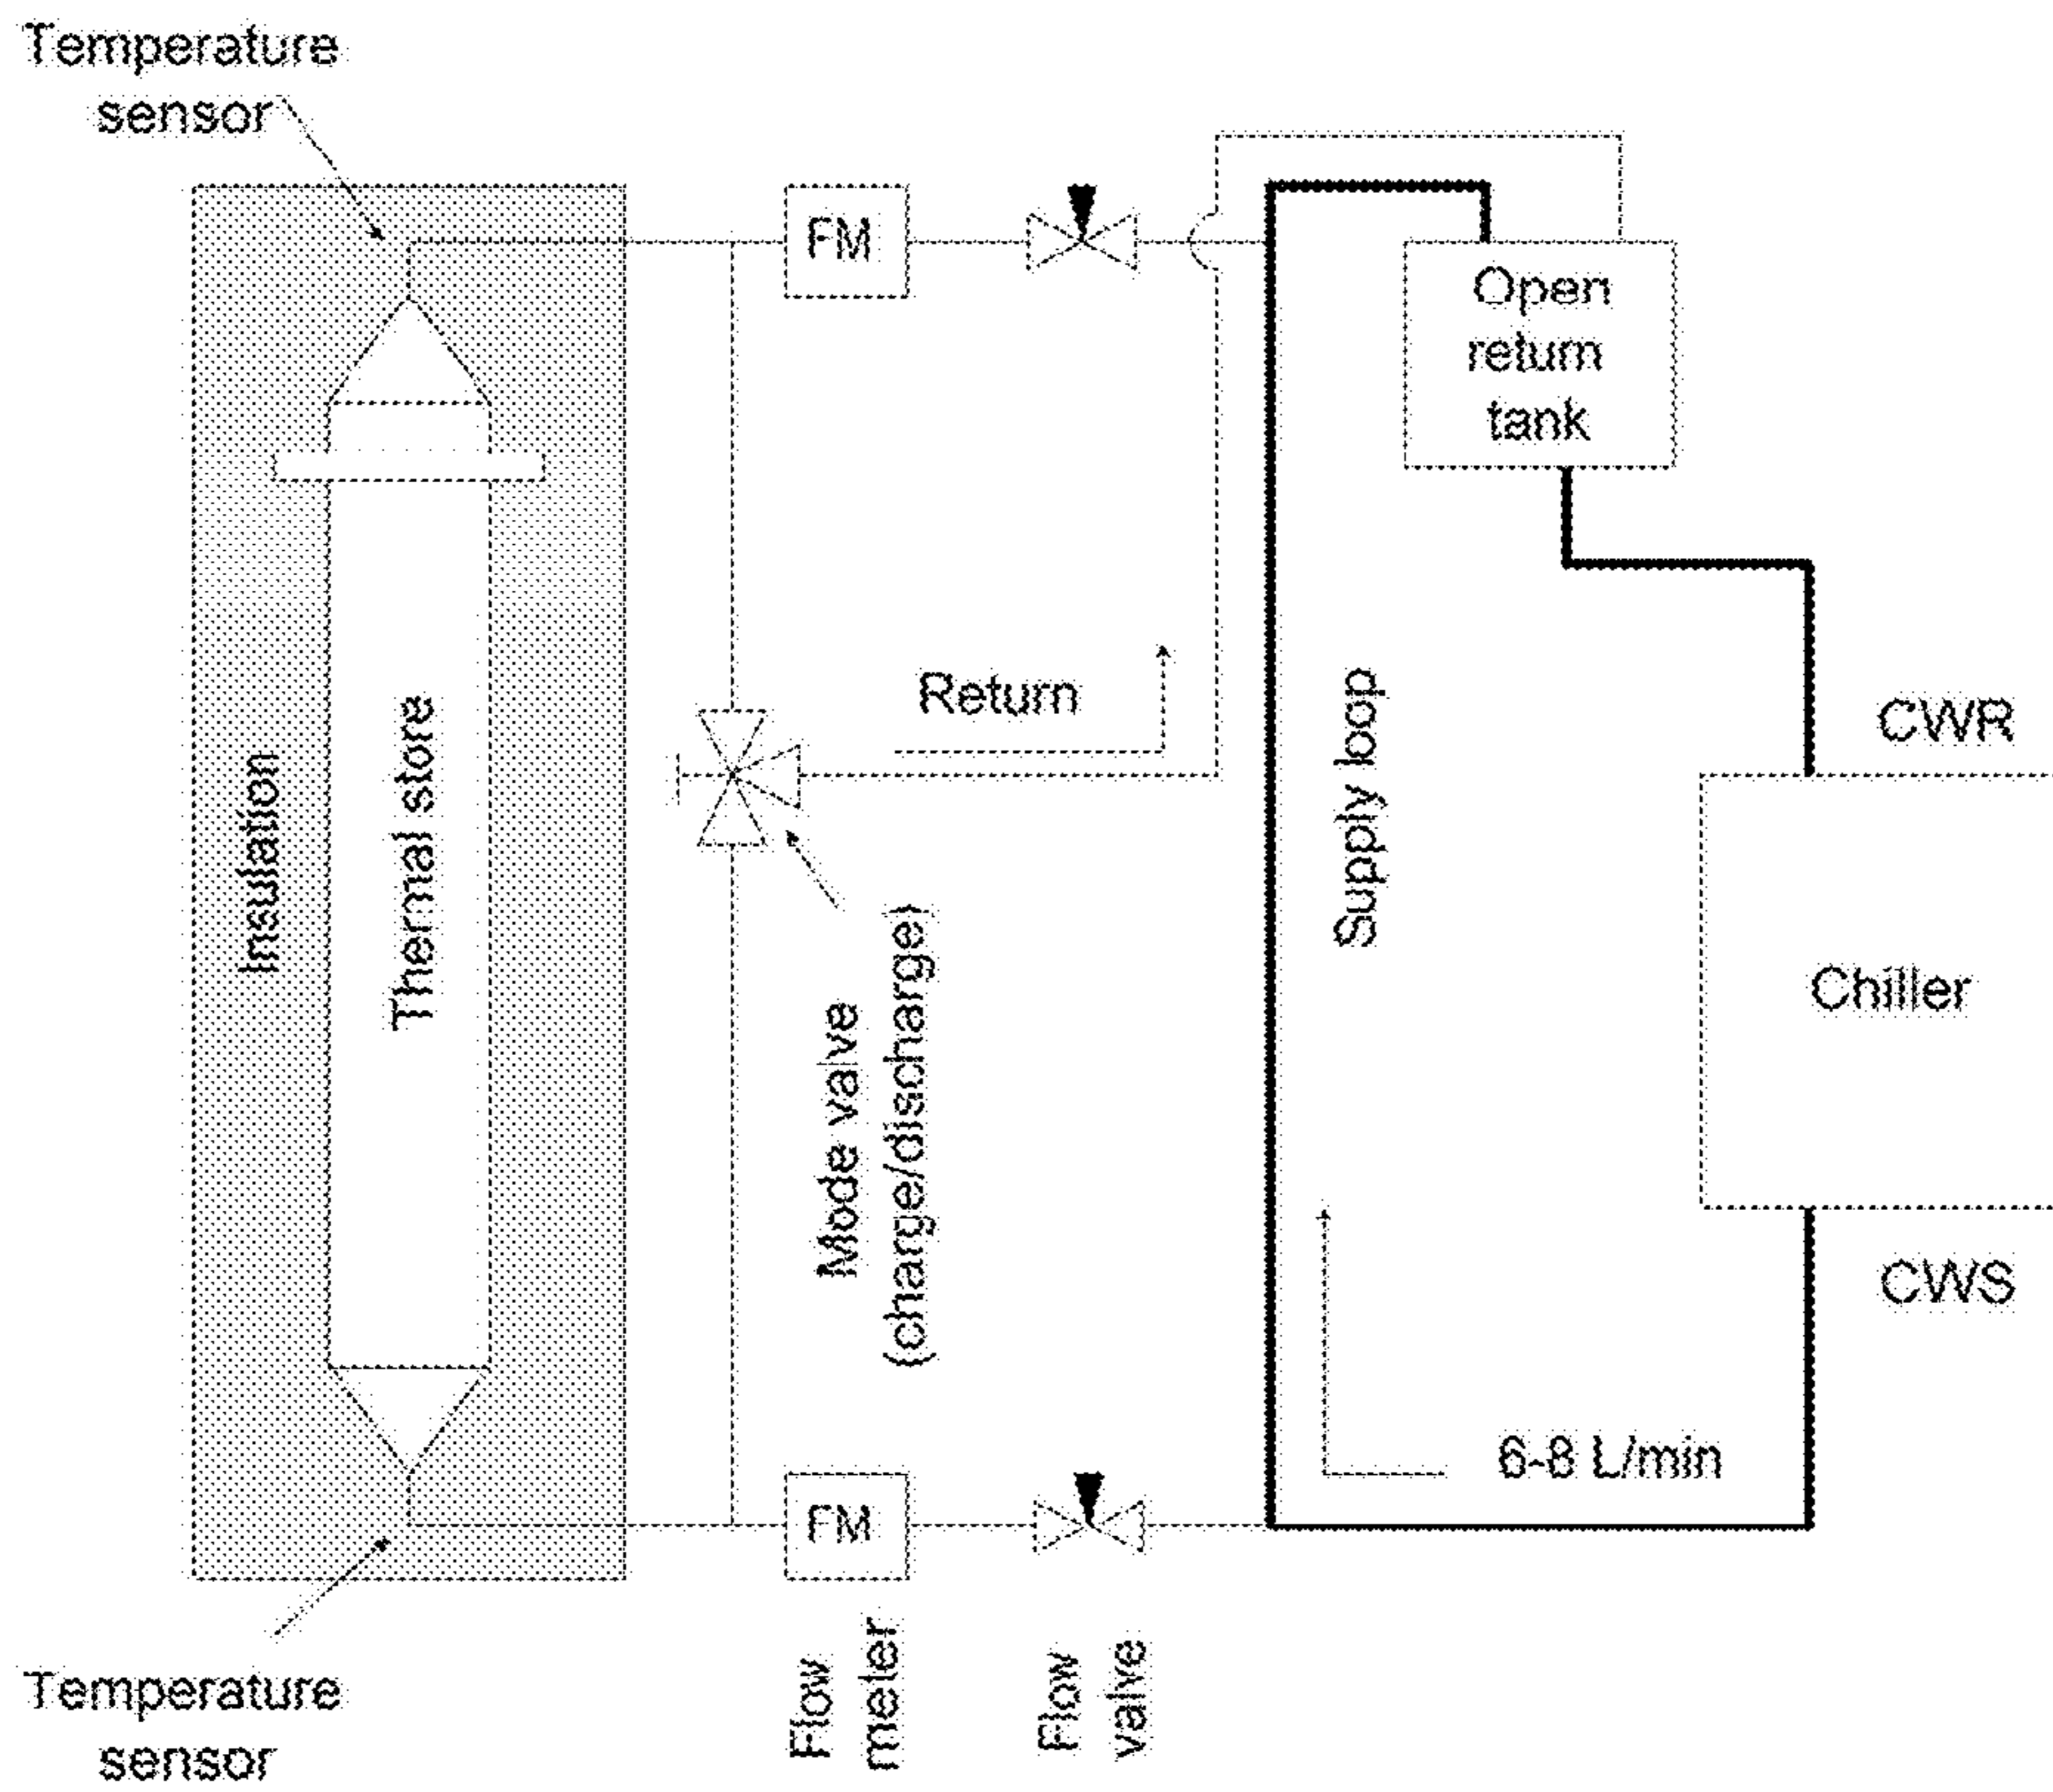 Temperature
sensor
FM
Open
return
tank
Return
CWR
Supply loop
Thermal store
Insulation
Chiller
Mode valve
(charge/discharge)
CWS
6-8 L/min
FM
Flow
meter
Flow
valve
Temperature
sensor